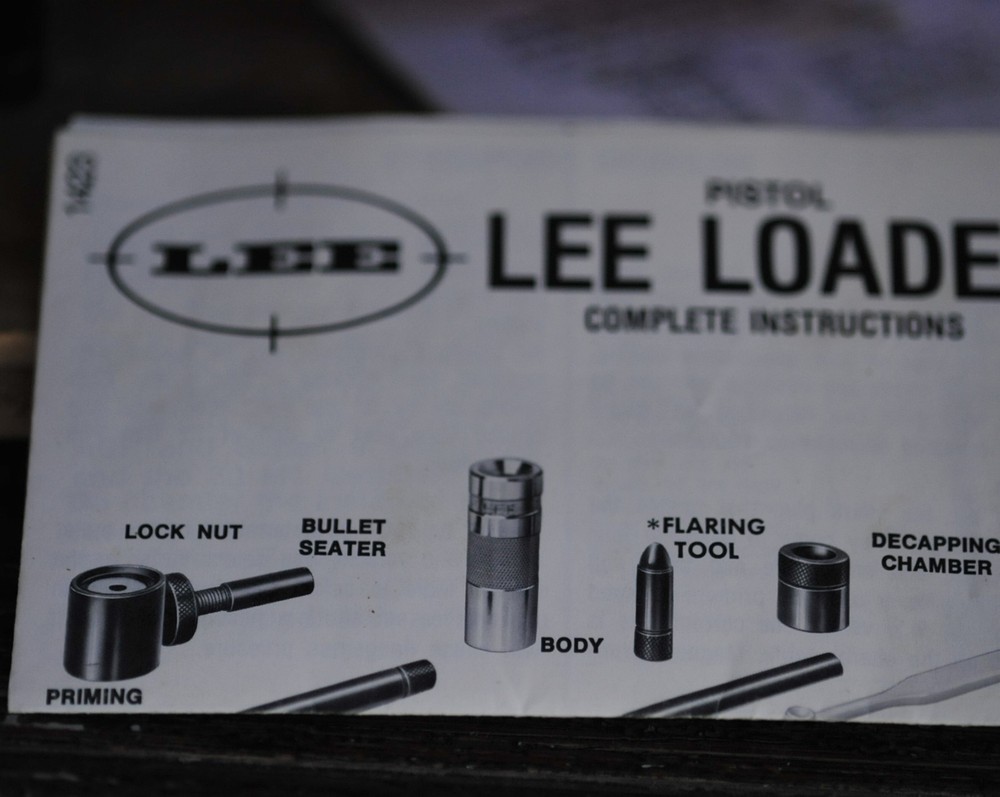 PISTOL
LEE
LEE LOADE
COMPLETE INSTRUCTIONS
LOCK NUT
BULLET
SEATER
*FLARING
TOOL
DECAPPING
CHAMBER
BODY
PRIMING